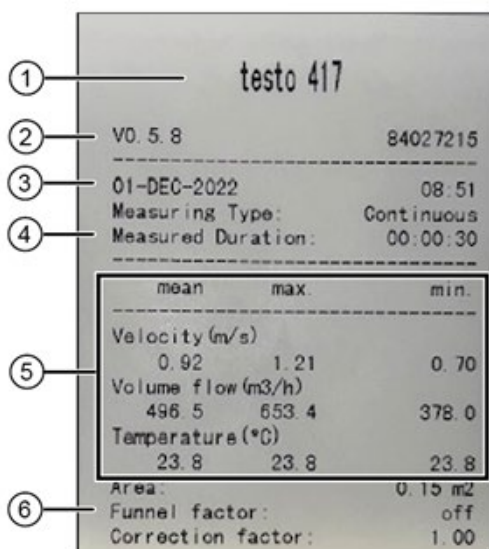 testo 417
1
2
V0.5.8 84027215
3
01-DEC-2022 08:51
Measuring Type: Continuous
4
Measured Duration: 00:00:30
mean max. min.
Velocity(m/s)
0.92 1.21 0.70
5
Volume flow(m3/h)
496.5 653.4 378.0
Temperature(°C)
23.8 23.8 23.8
Area: 0.15 m2
6
Funnel factor: off
Correction factor: 1.00